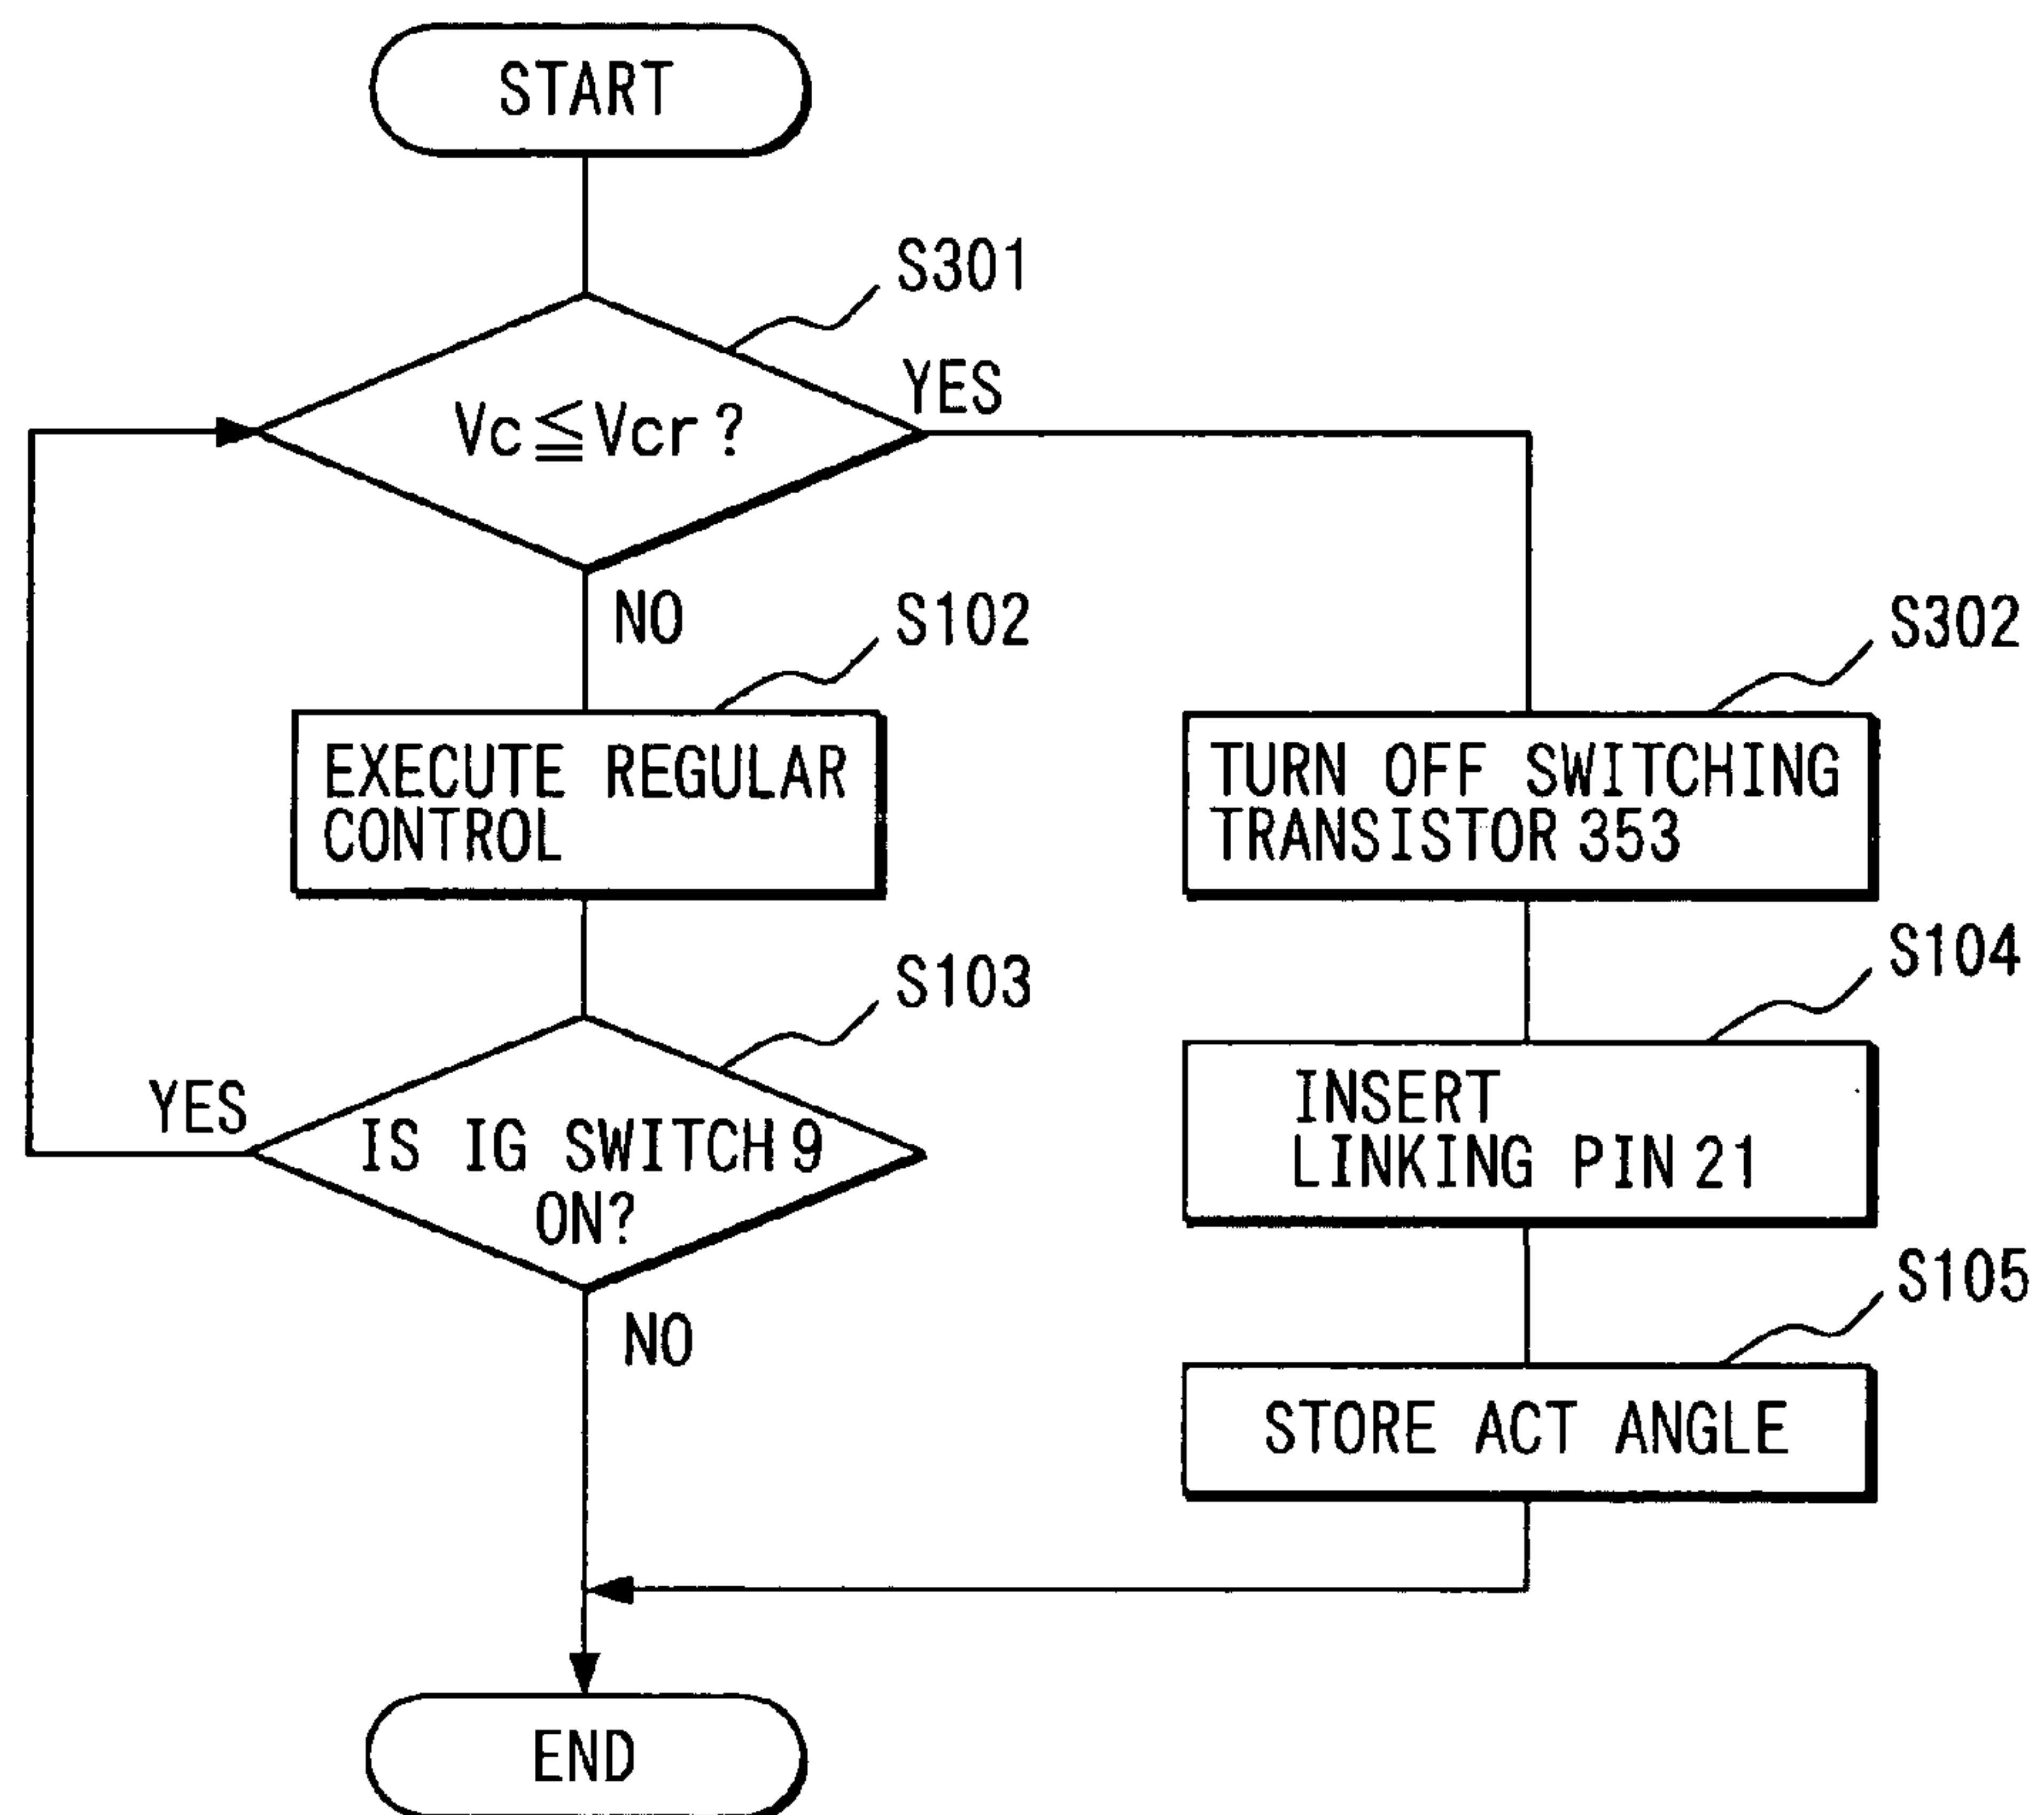 START
S301
Vc≦Vcr?
YES
NO
S102
EXECUTE REGULAR
CONTROL
S103
IS IG SWITCH 9
ON?
YES
NO
S302
TURN OFF SWITCHING
TRANSISTOR 353
S104
INSERT
LINKING PIN 21
S105
STORE ACT ANGLE
END